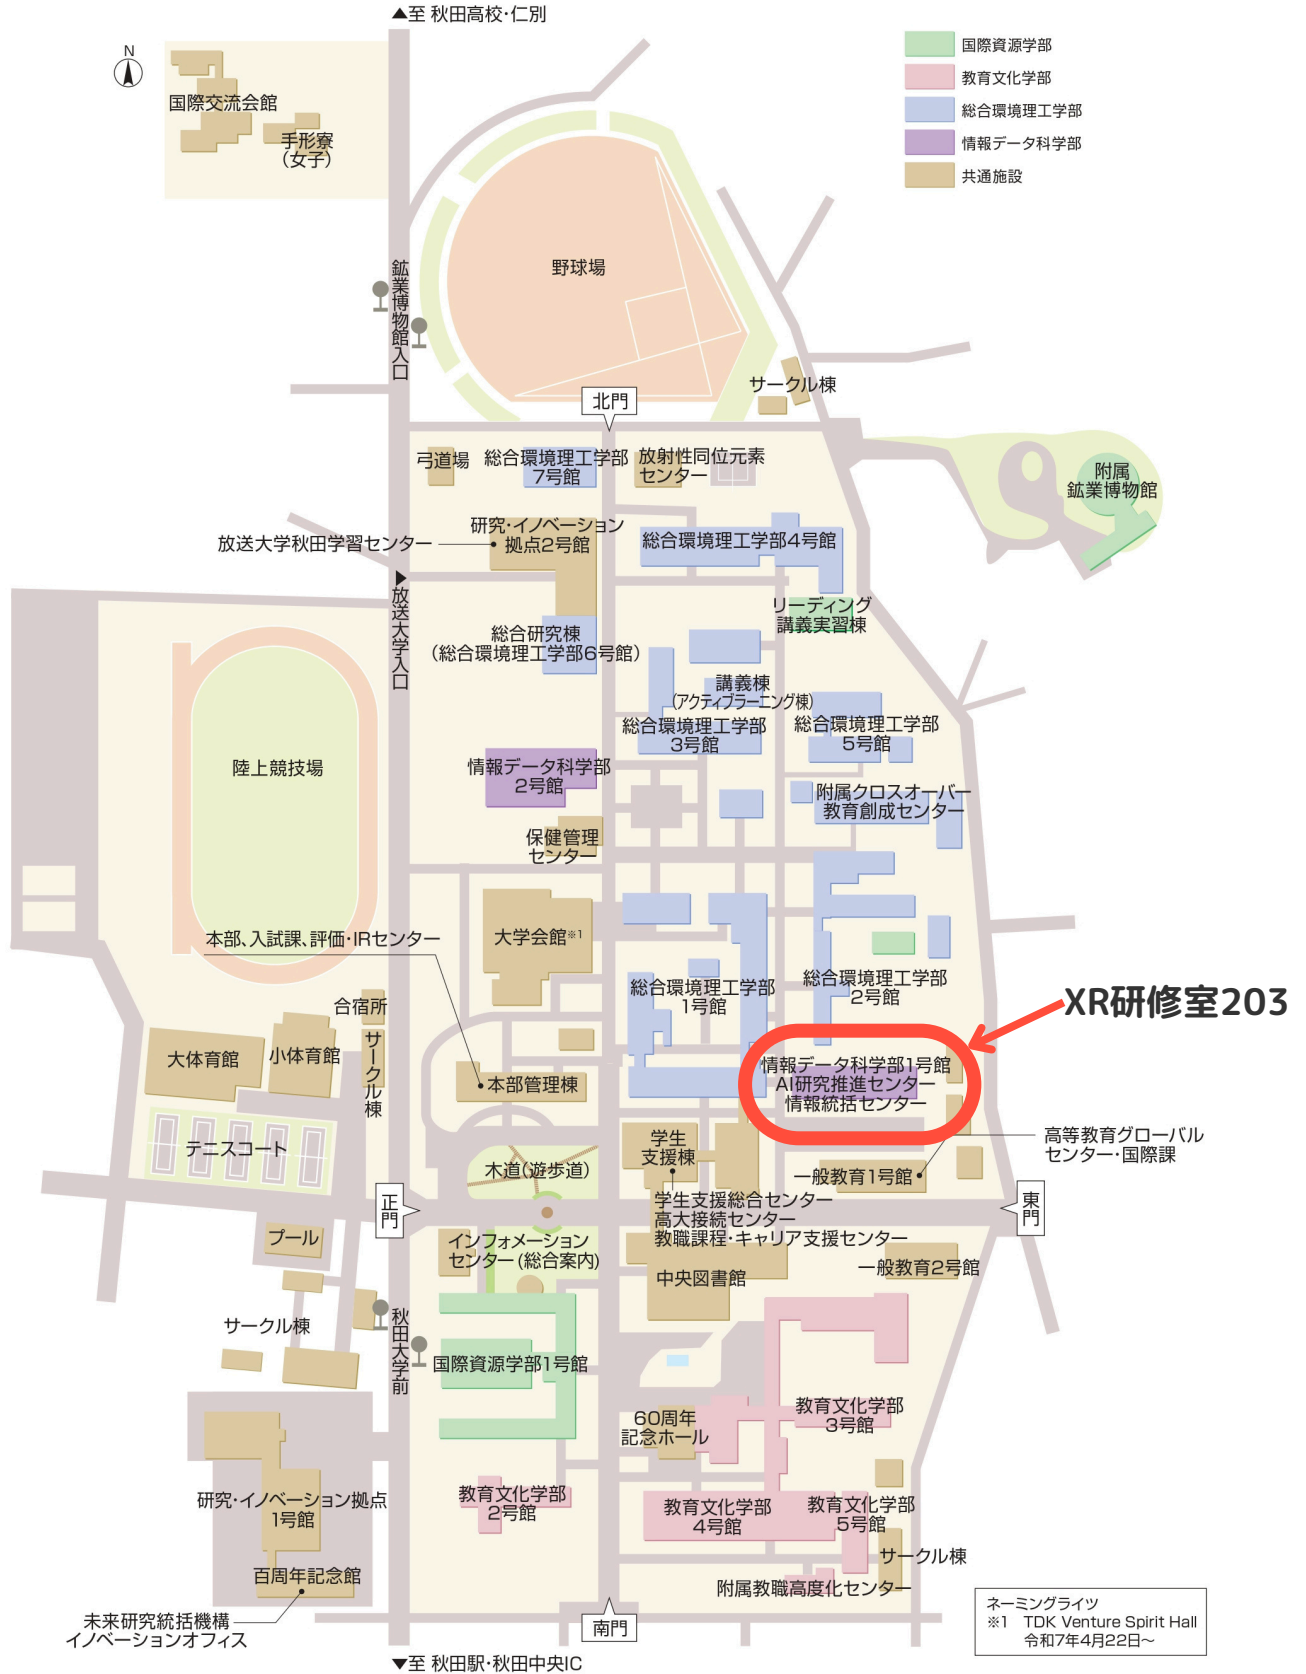 ▲至 秋田高校・仁別
N
国際交流会館
手形寮
(女子)
国際資源学部
教育文化学部
総合環境理工学部
情報データ科学部
共通施設
鉱業博物館入口
野球場
サークル棟
北門
弓道場
総合環境理工学部
7号館
放射性同位元素
センター
附属
鉱業博物館
研究・イノベーション
拠点2号館
放送大学秋田学習センター
総合環境理工学部4号館
▶放送大学入口
リーディング
講義実習棟
総合研究棟
(総合環境理工学部6号館)
講義棟
(アクティブラーニング棟)
総合環境理工学部
3号館
総合環境理工学部
5号館
陸上競技場
情報データ科学部
2号館
附属クロスオーバー
教育創成センター
保健管理
センター
大学会館※1
本部、入試課、評価・IRセンター
総合環境理工学部
1号館
総合環境理工学部
2号館
XR研修室203
合宿所
サークル棟
大体育館
小体育館
本部管理棟
情報データ科学部1号館
AI研究推進センター
情報統括センター
テニスコート
学生
支援棟
高等教育グローバル
センター・国際課
木道(遊歩道)
一般教育1号館
正門
東門
学生支援総合センター
高大接続センター
教職課程・キャリア支援センター
プール
インフォメーション
センター(総合案内)
中央図書館
一般教育2号館
サークル棟
秋田大学前
国際資源学部1号館
60周年
記念ホール
教育文化学部
3号館
研究・イノベーション拠点
1号館
教育文化学部
2号館
教育文化学部
4号館
教育文化学部
5号館
サークル棟
百周年記念館
附属教職高度化センター
未来研究統括機構
イノベーションオフィス
南門
ネーミングライツ
※1 TDK Venture Spirit Hall
令和7年4月22日～
▼至 秋田駅・秋田中央IC